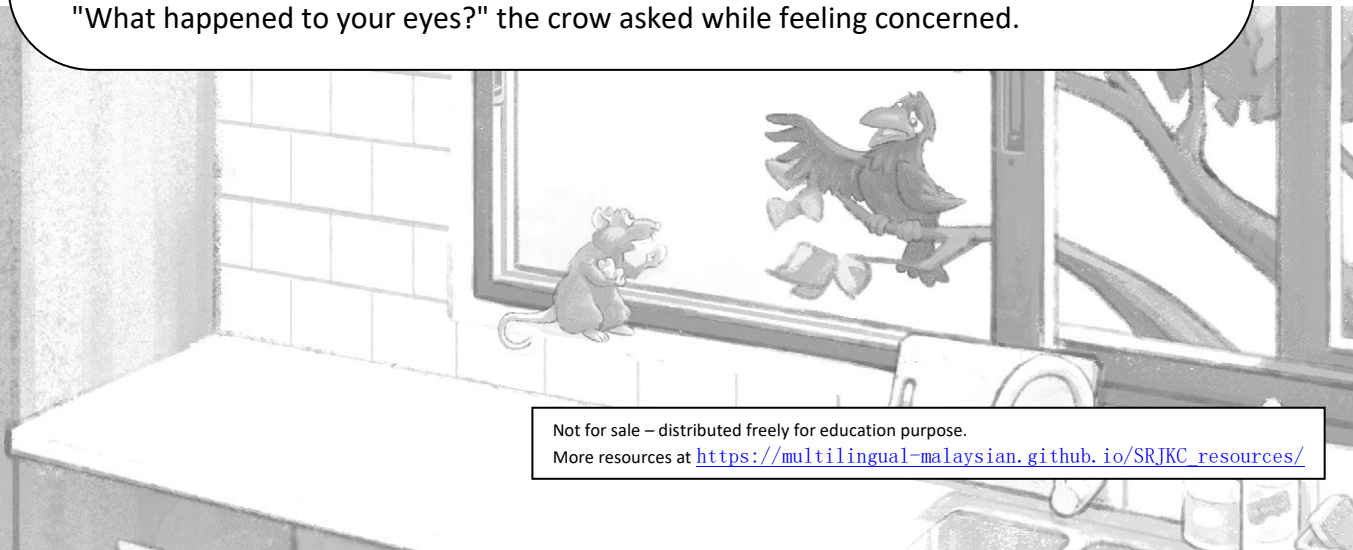 "What happened to your eyes?" the crow asked while feeling concerned.
Not for sale – distributed freely for education purpose.
More resources at https://multilingual-malaysian.github.io/SRJKC_resources/